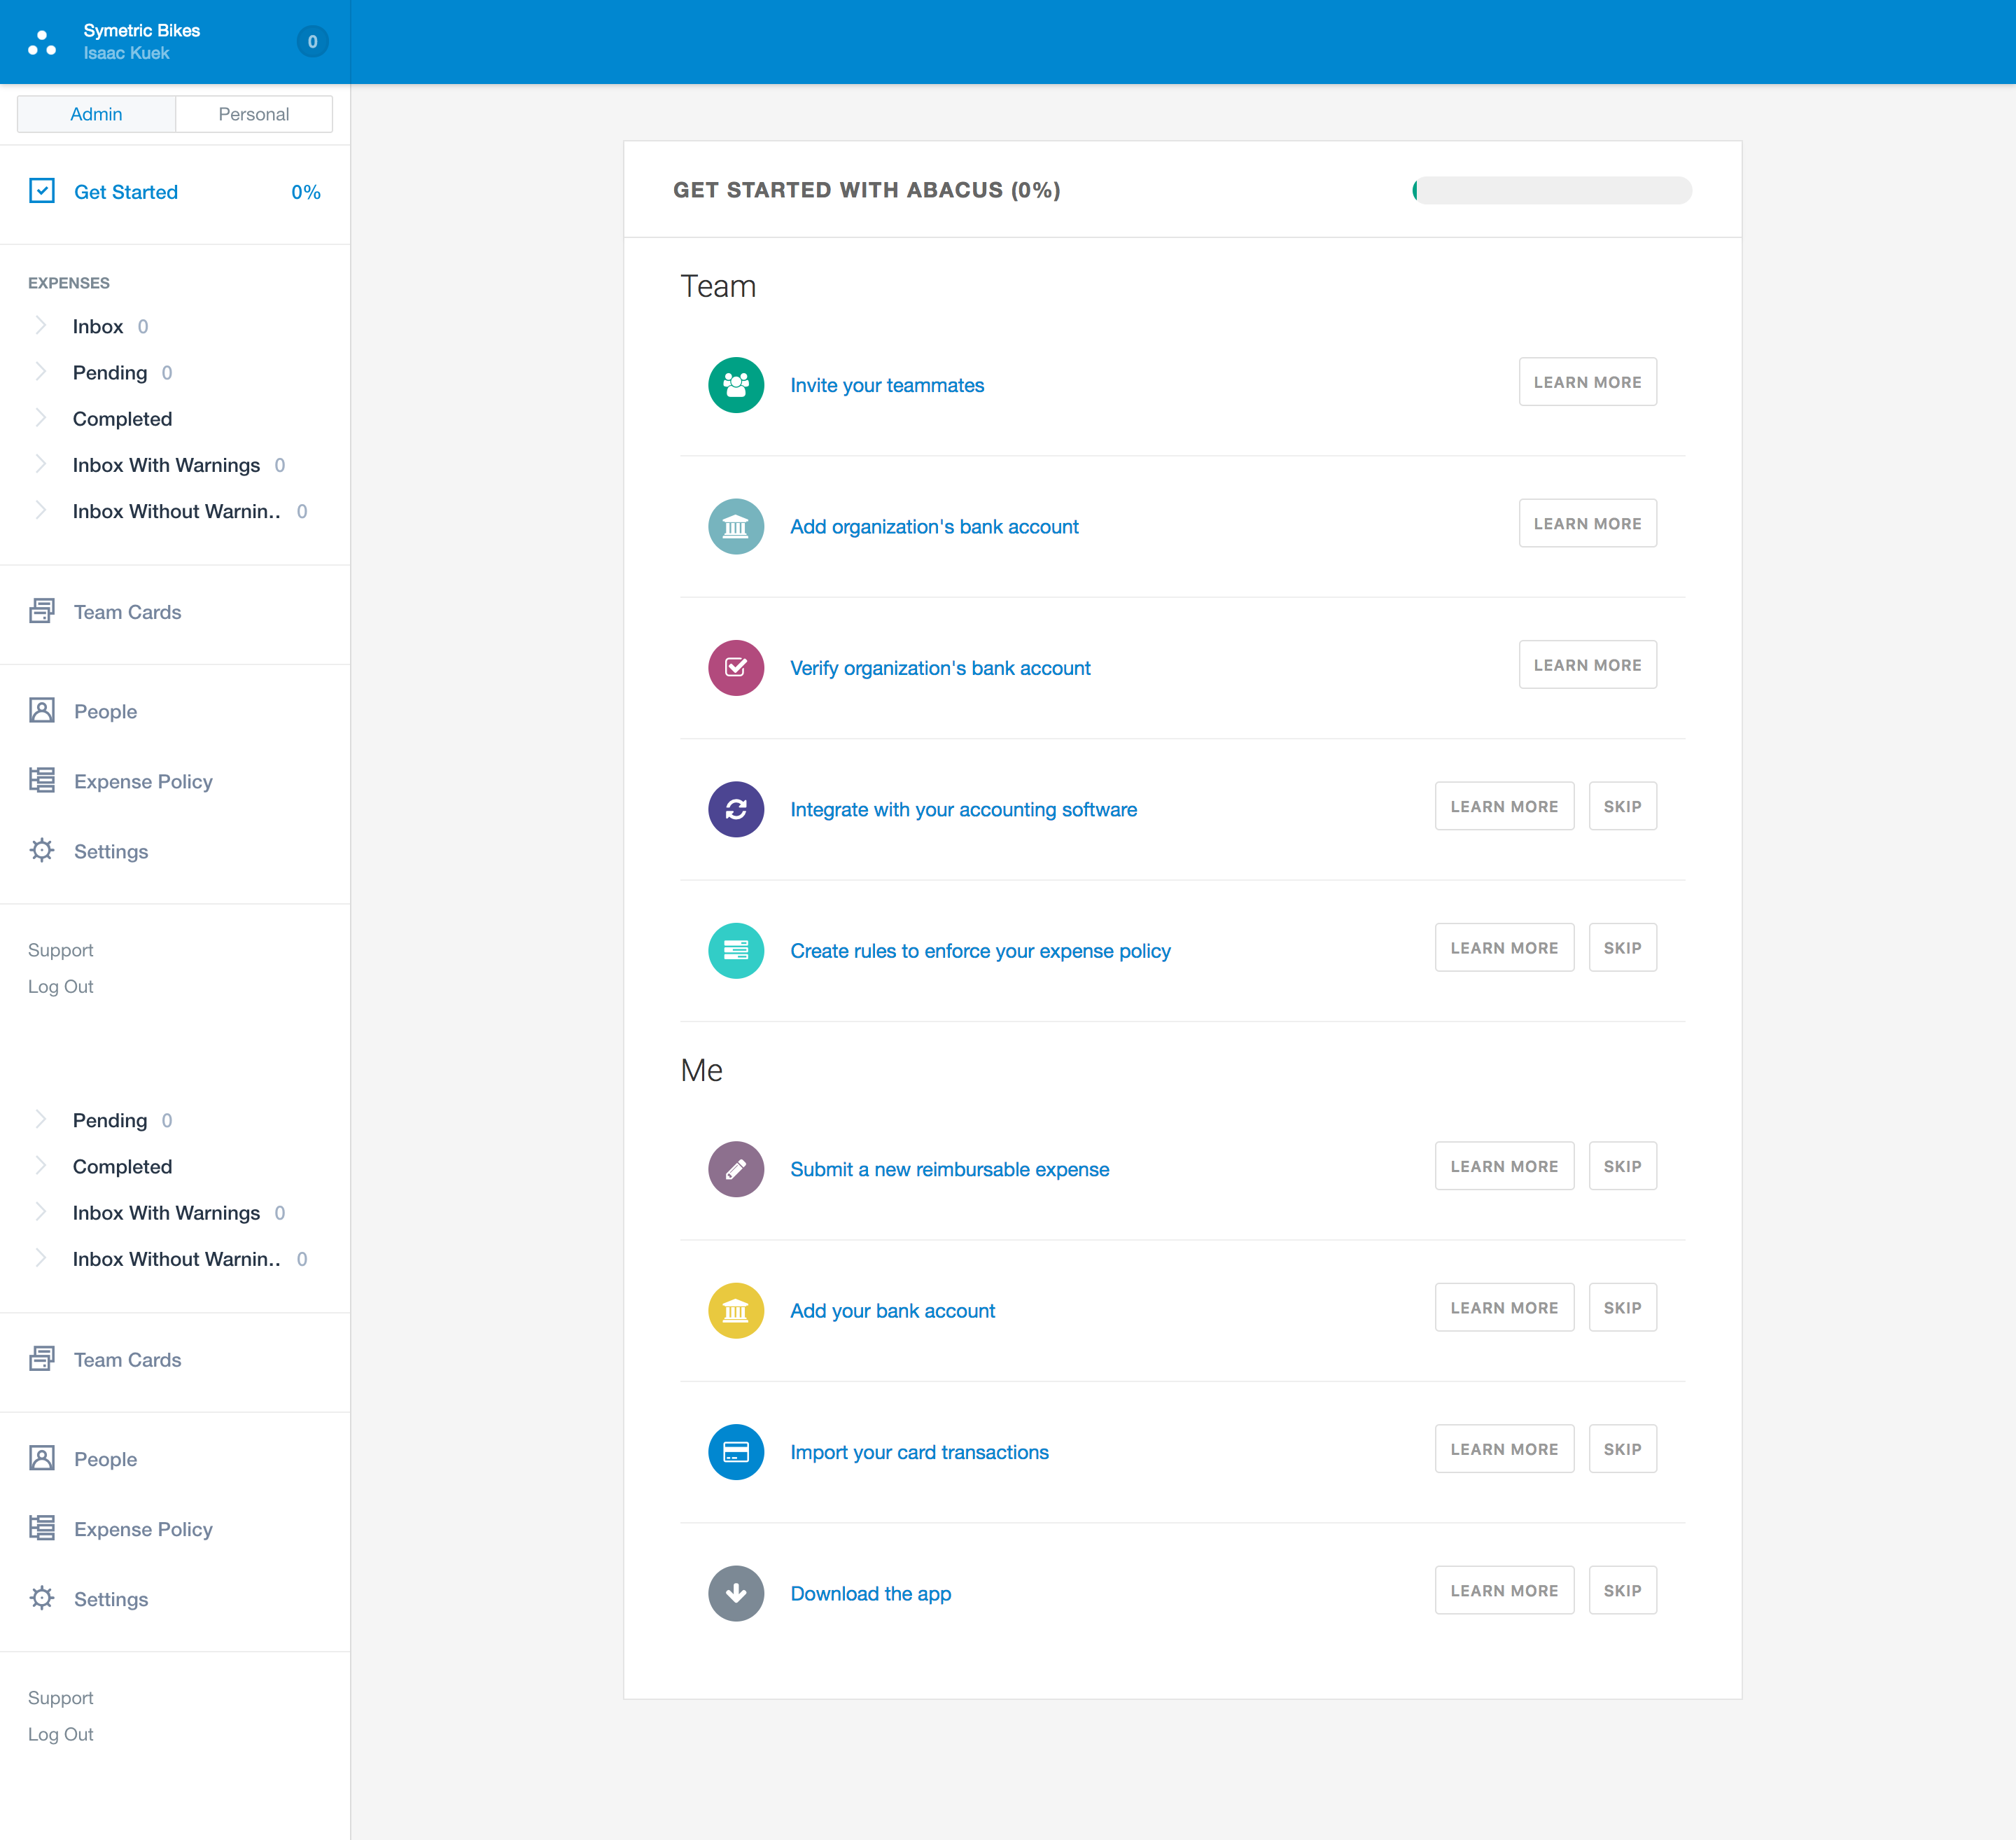 Symetric Bikes
Isaac Kuek
0
Admin
Personal
Get Started 0%
EXPENSES
Inbox 0
Pending 0
Completed
Inbox With Warnings 0
Inbox Without Warnin.. 0
Team Cards
People
Expense Policy
Settings
Support
Log Out
Pending 0
Completed
Inbox With Warnings 0
Inbox Without Warnin.. 0
Team Cards
People
Expense Policy
Settings
Support
Log Out
GET STARTED WITH ABACUS (0%)
Team
Invite your teammates LEARN MORE
Add organization's bank account LEARN MORE
Verify organization's bank account LEARN MORE
Integrate with your accounting software LEARN MORE SKIP
Create rules to enforce your expense policy LEARN MORE SKIP
Me
Submit a new reimbursable expense LEARN MORE SKIP
Add your bank account LEARN MORE SKIP
Import your card transactions LEARN MORE SKIP
Download the app LEARN MORE SKIP